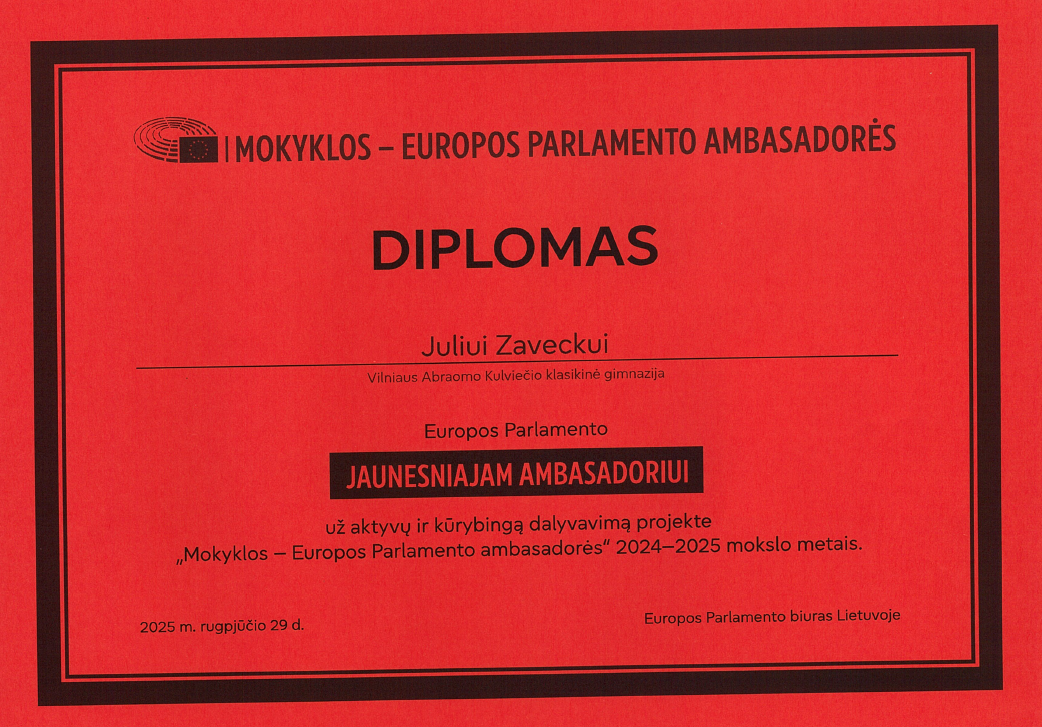 MOKYKLOS – EUROPOS PARLAMENTO AMBASADORĖS
DIPLOMAS
Juliui Zaveckui
Vilniaus Abraomo Kulviečio klasikinė gimnazija
Europos Parlamento
JAUNESNIAJAM AMBASADORIUI
už aktyvų ir kūrybingą dalyvavimą projekte
„Mokyklos – Europos Parlamento ambasadorės“ 2024–2025 mokslo metais.
2025 m. rugpjūčio 29 d.
Europos Parlamento biuras Lietuvoje